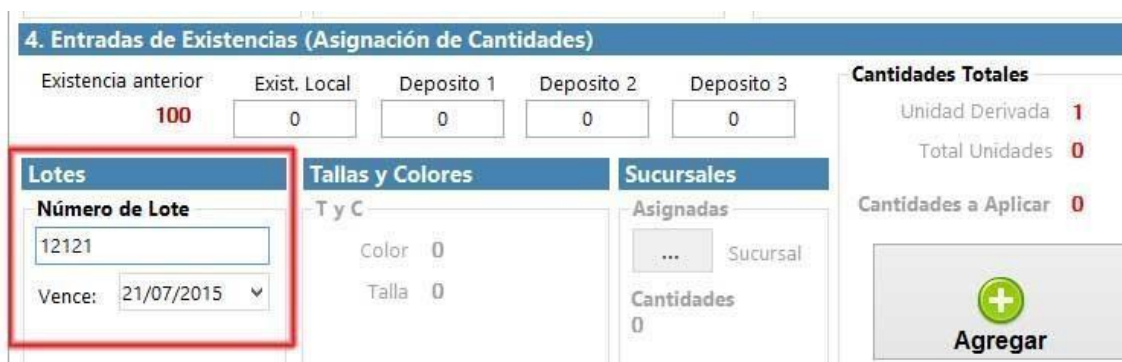 4. Entradas de Existencias (Asignación de Cantidades)
Existencia anterior
100
Exist. Local
0
Deposito 1
0
Deposito 2
0
Deposito 3
0
Cantidades Totales
Unidad Derivada 1
Total Unidades 0
Cantidades a Aplicar 0
Lotes
Número de Lote
12121
Vence: 21/07/2015
Tallas y Colores
T y C
Color 0
Talla 0
Sucursales
Asignadas
... Sucursal
Cantidades
0
Agregar